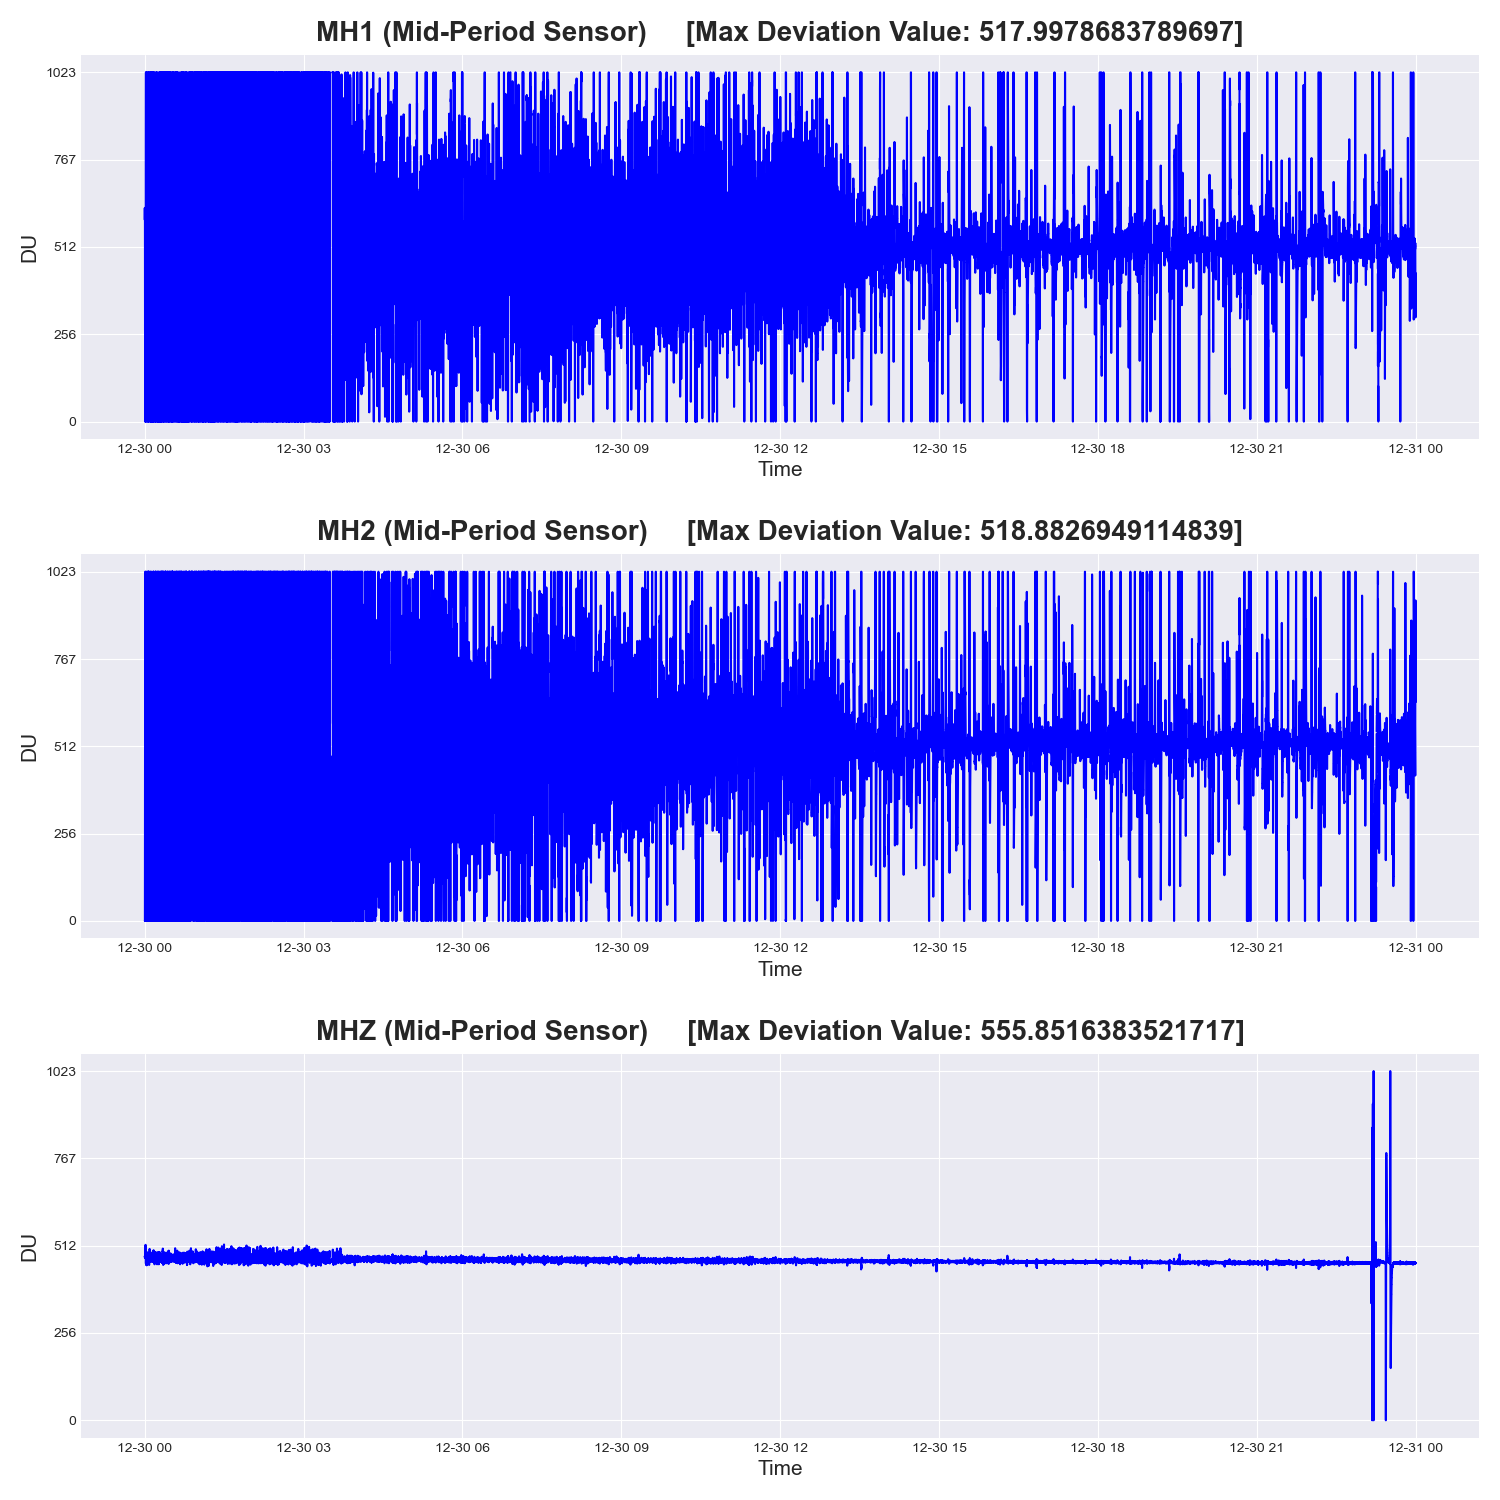 MH1 (Mid-Period Sensor) [Max Deviation Value: 517.9978683789697]
1023
767
512
256
0
DU
12-30 00 12-30 03 12-30 06 12-30 09 12-30 12 12-30 15 12-30 18 12-30 21 12-31 00
Time
MH2 (Mid-Period Sensor) [Max Deviation Value: 518.8826949114839]
1023
767
512
256
0
DU
12-30 00 12-30 03 12-30 06 12-30 09 12-30 12 12-30 15 12-30 18 12-30 21 12-31 00
Time
MHZ (Mid-Period Sensor) [Max Deviation Value: 555.8516383521717]
1023
767
512
256
0
DU
12-30 00 12-30 03 12-30 06 12-30 09 12-30 12 12-30 15 12-30 18 12-30 21 12-31 00
Time